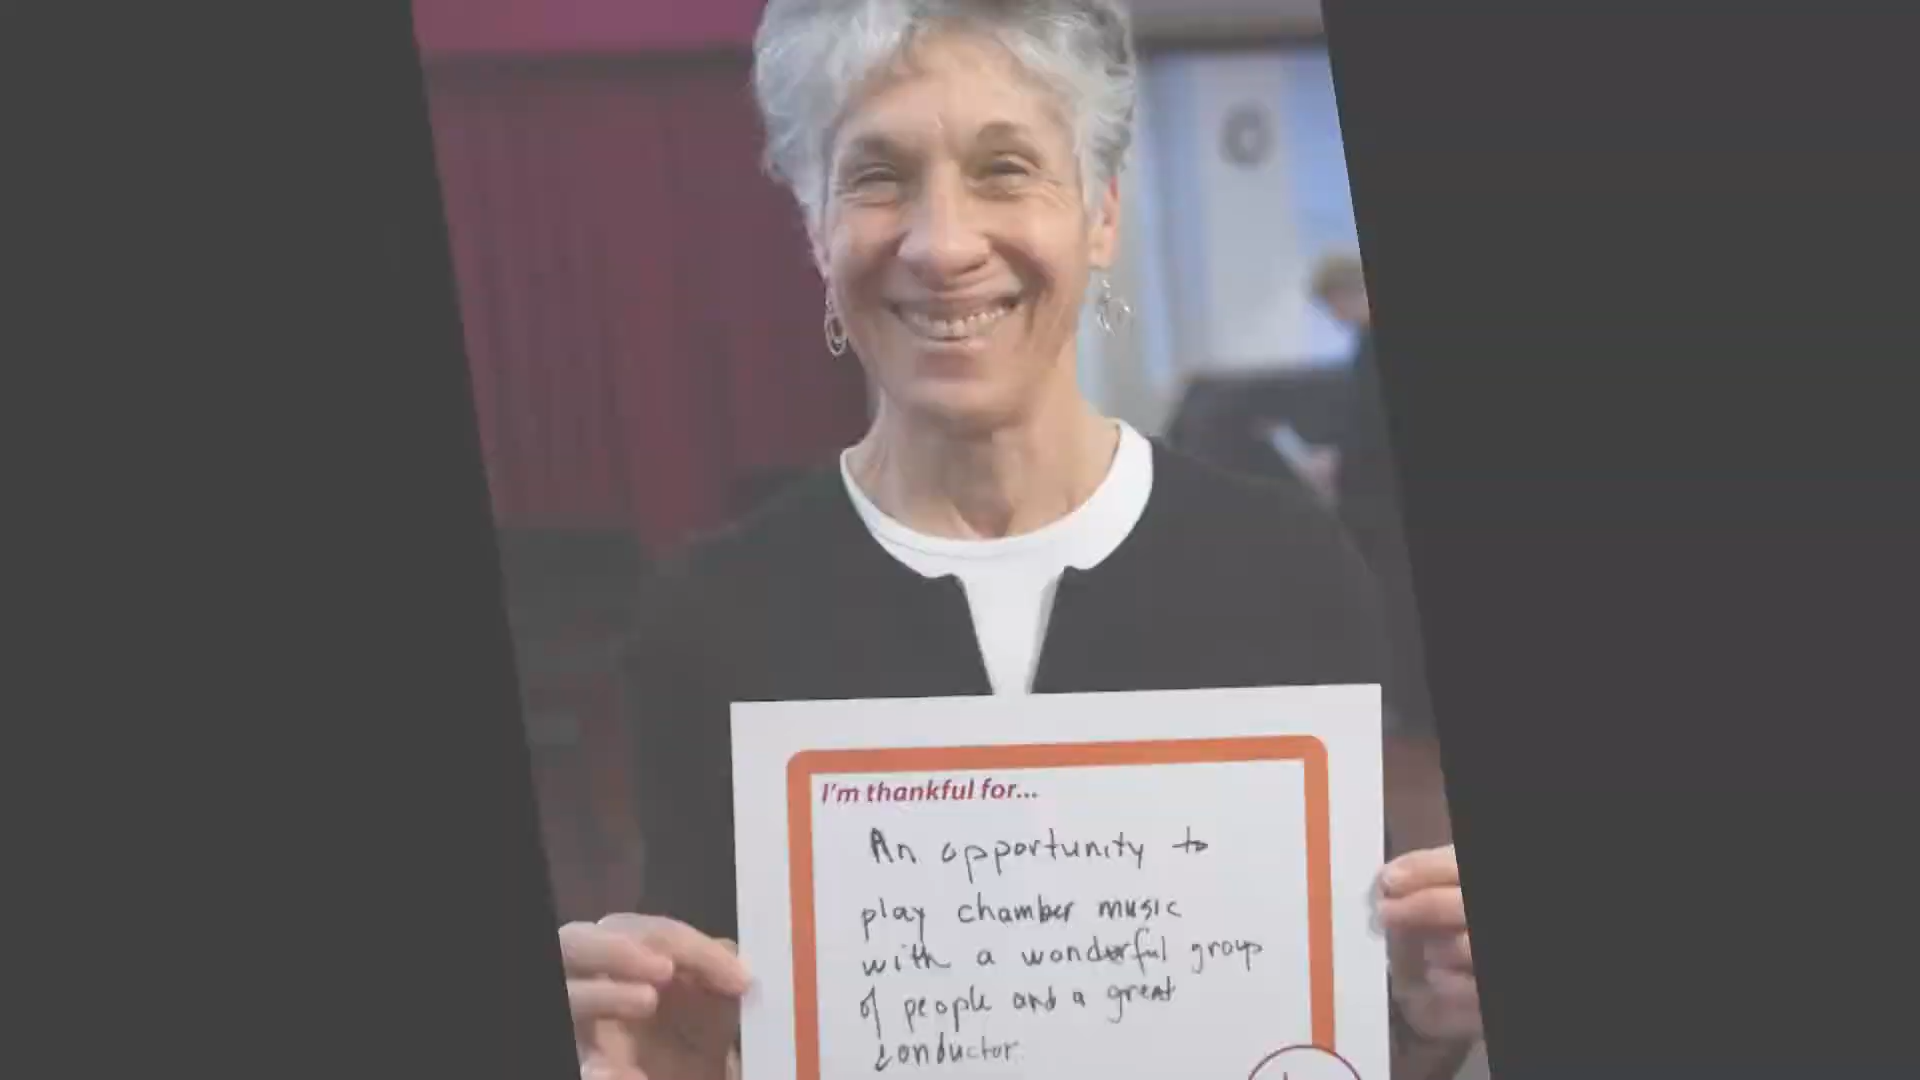 I'm thankful for...
An opportunity to
play chamber music
with a wonderful group
of people and a great
conductor.